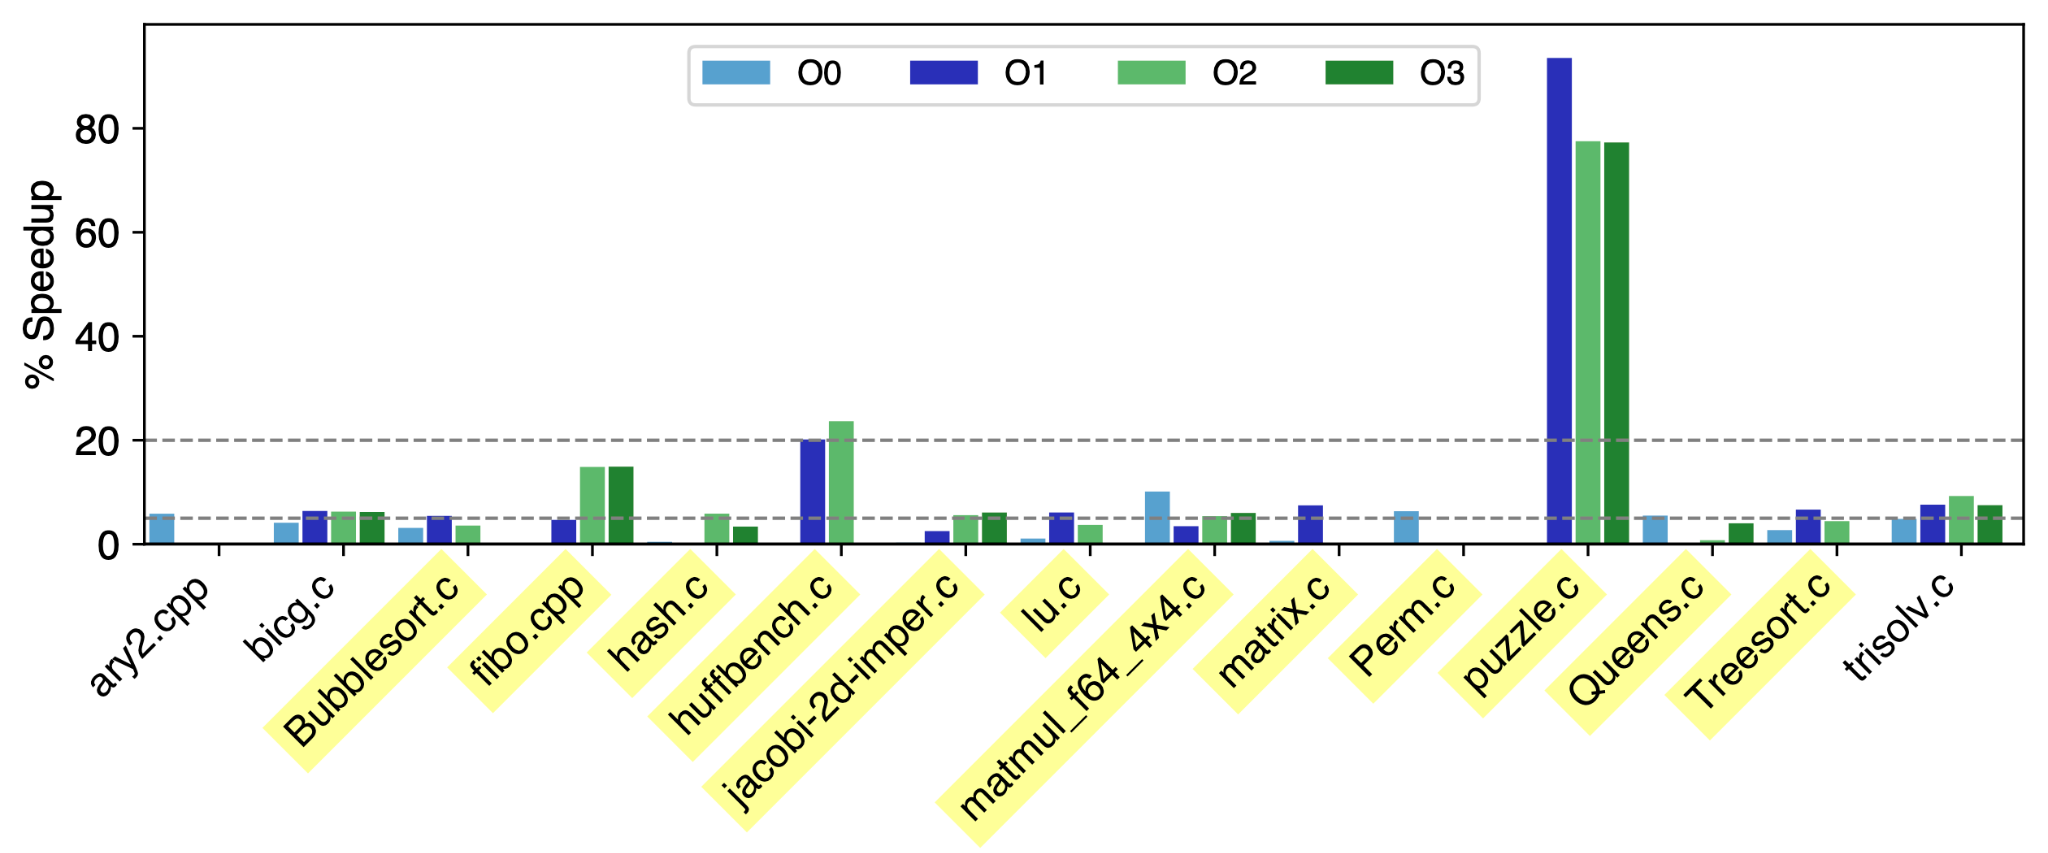 O0 O1 O2 O3
% Speedup
80
60
40
20
0
ary2.cpp
bicg.c
Bubblesort.c
fibo.cpp
hash.c
huffbench.c
jacobi-2d-imper.c
lu.c
matmul_f64_4x4.c
matrix.c
Perm.c
puzzle.c
Queens.c
Treesort.c
trisolv.c